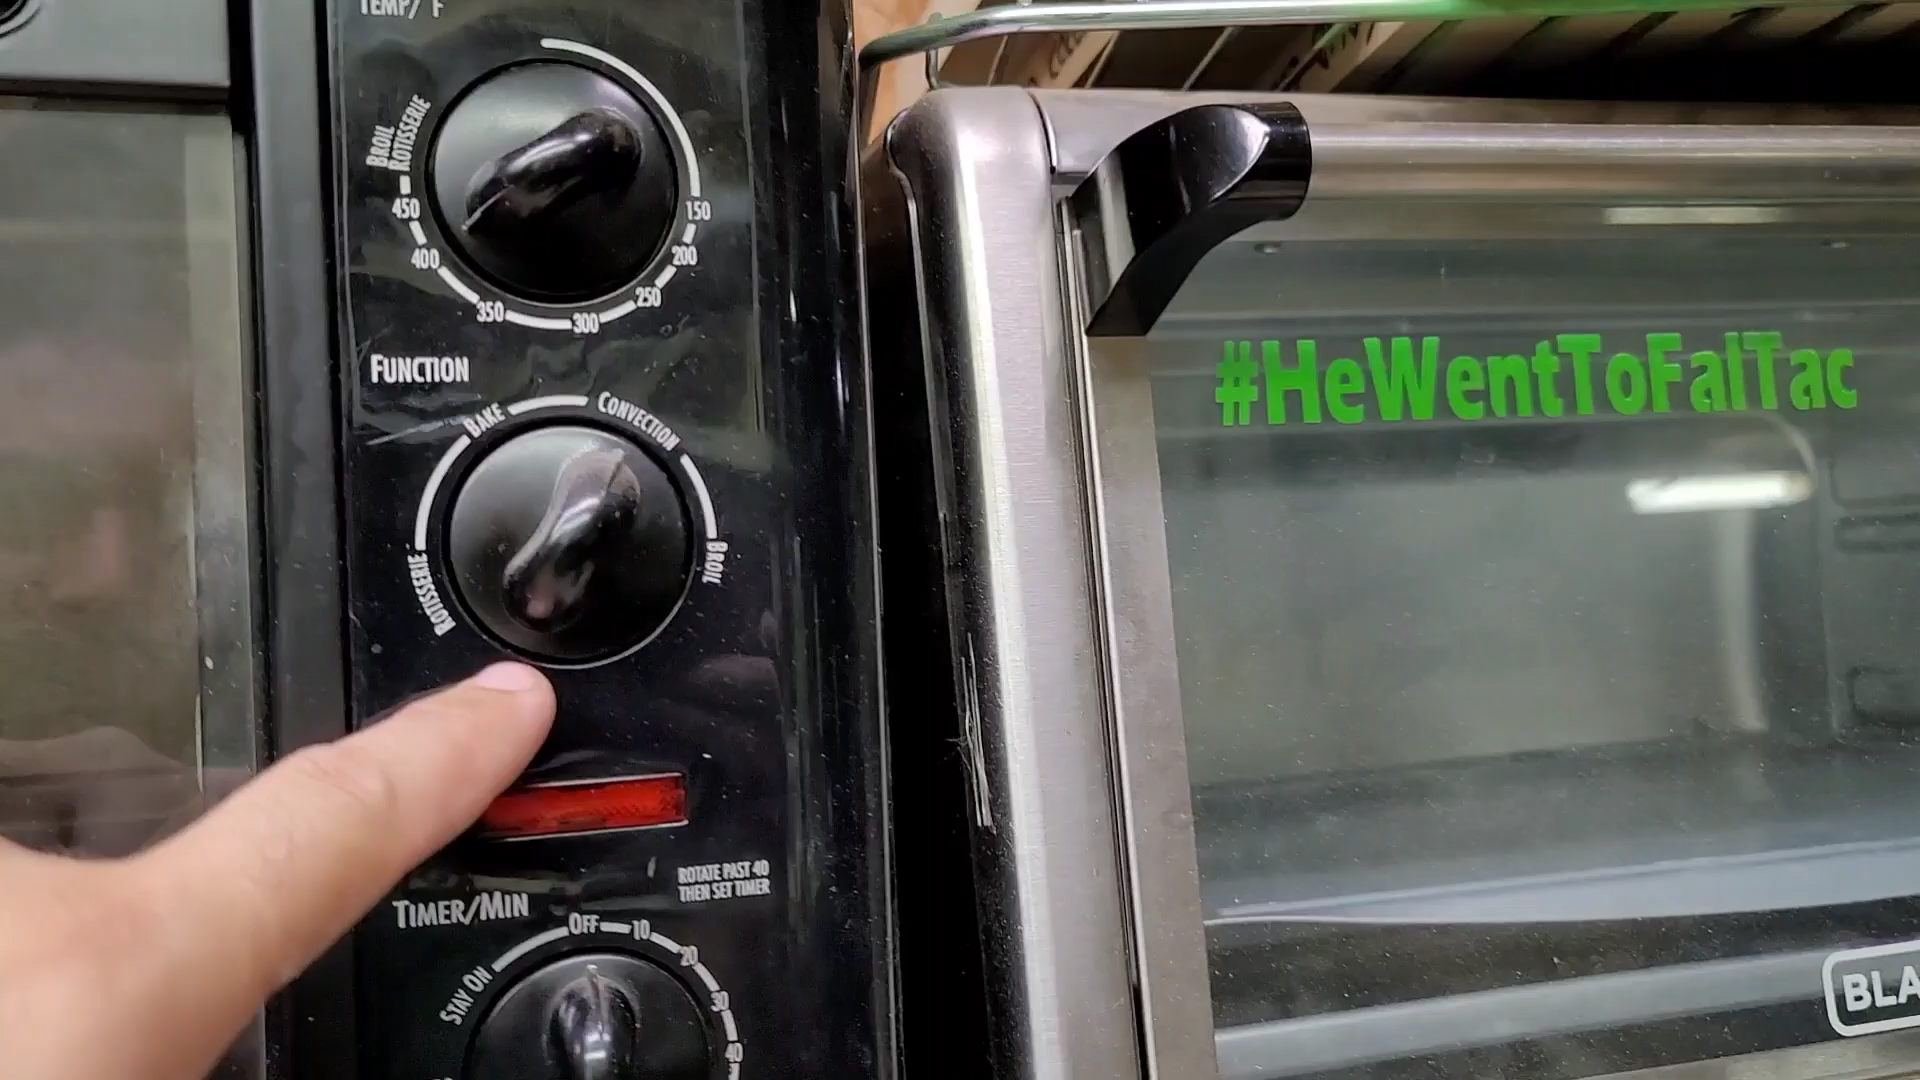 TEMP/°F
BROIL
ROTISSERIE
450
400
350
300
250
200
150
#HeWentToFalTac
FUNCTION
ROTISSERIE
BAKE
CONVECTION
BROIL
ROTATE PAST 40
THEN SET TIMER
TIMER/MIN
STAY ON
OFF
10
20
30
40
BLA